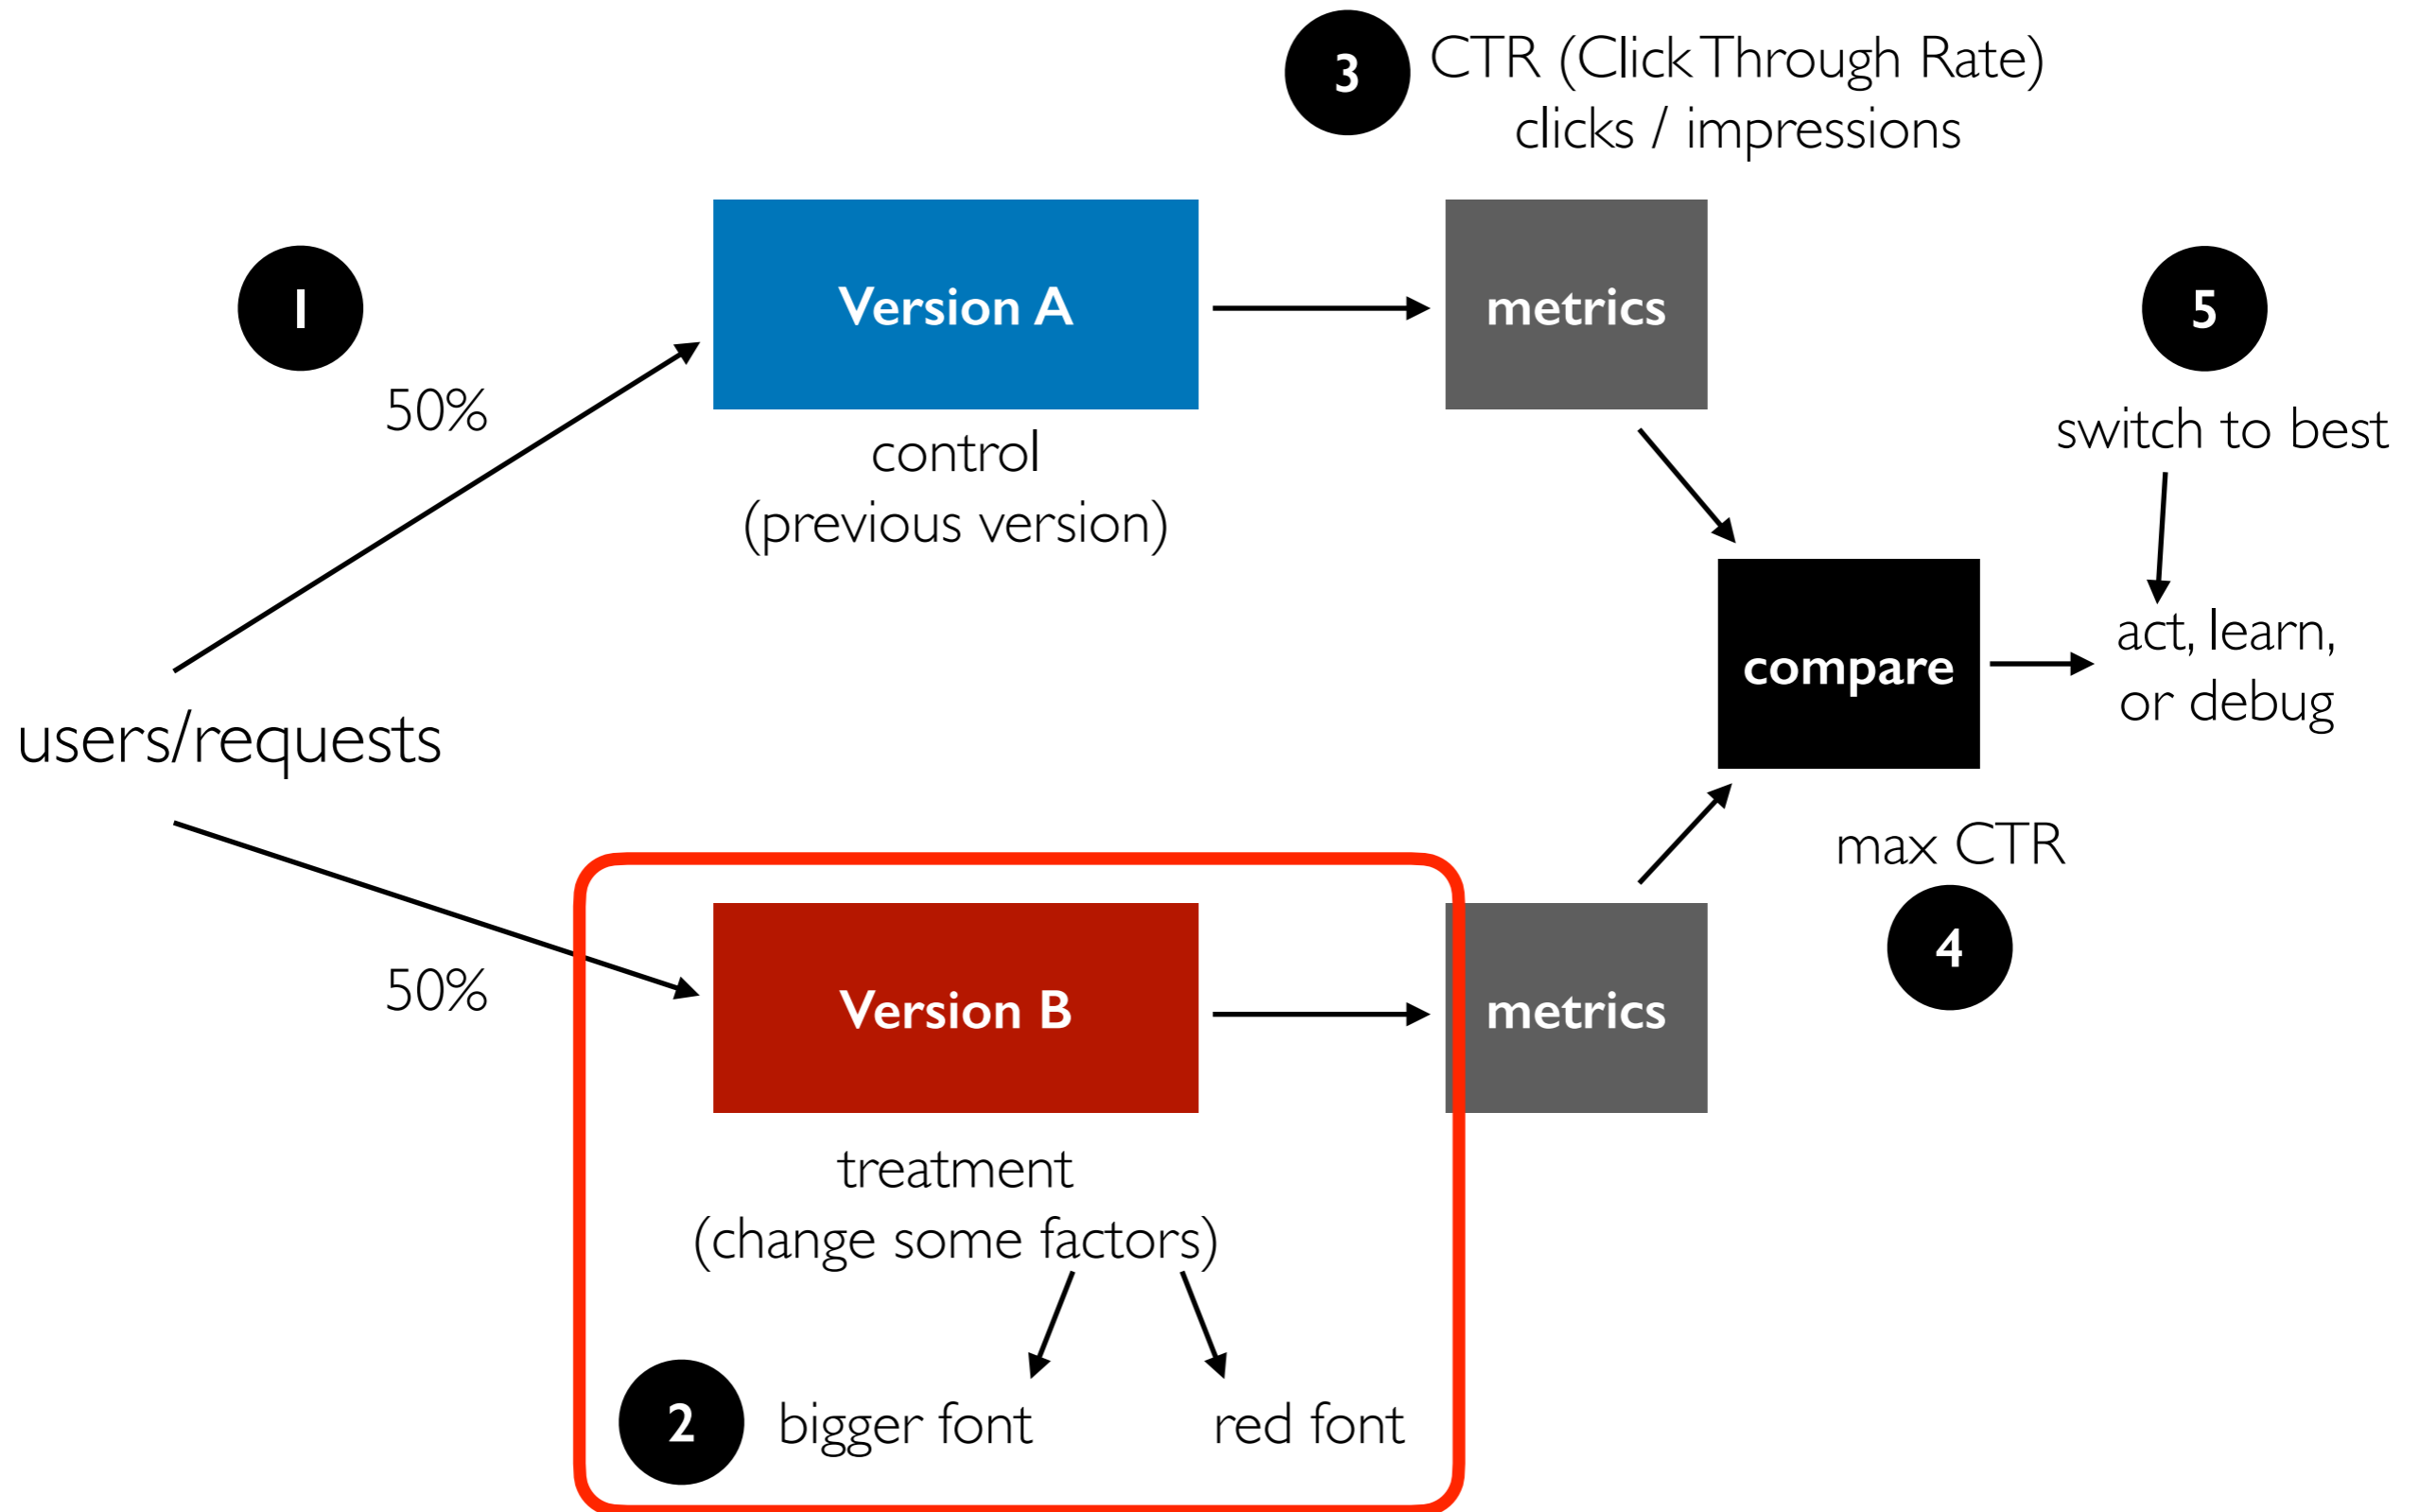 3
CTR (Click Through Rate)
clicks / impressions
1
50%
Version A
control
(previous version)
metrics
5
switch to best
compare
act, learn,
or debug
users/requests
max CTR
4
50%
Version B
metrics
treatment
(change some factors)
2
bigger font
red font